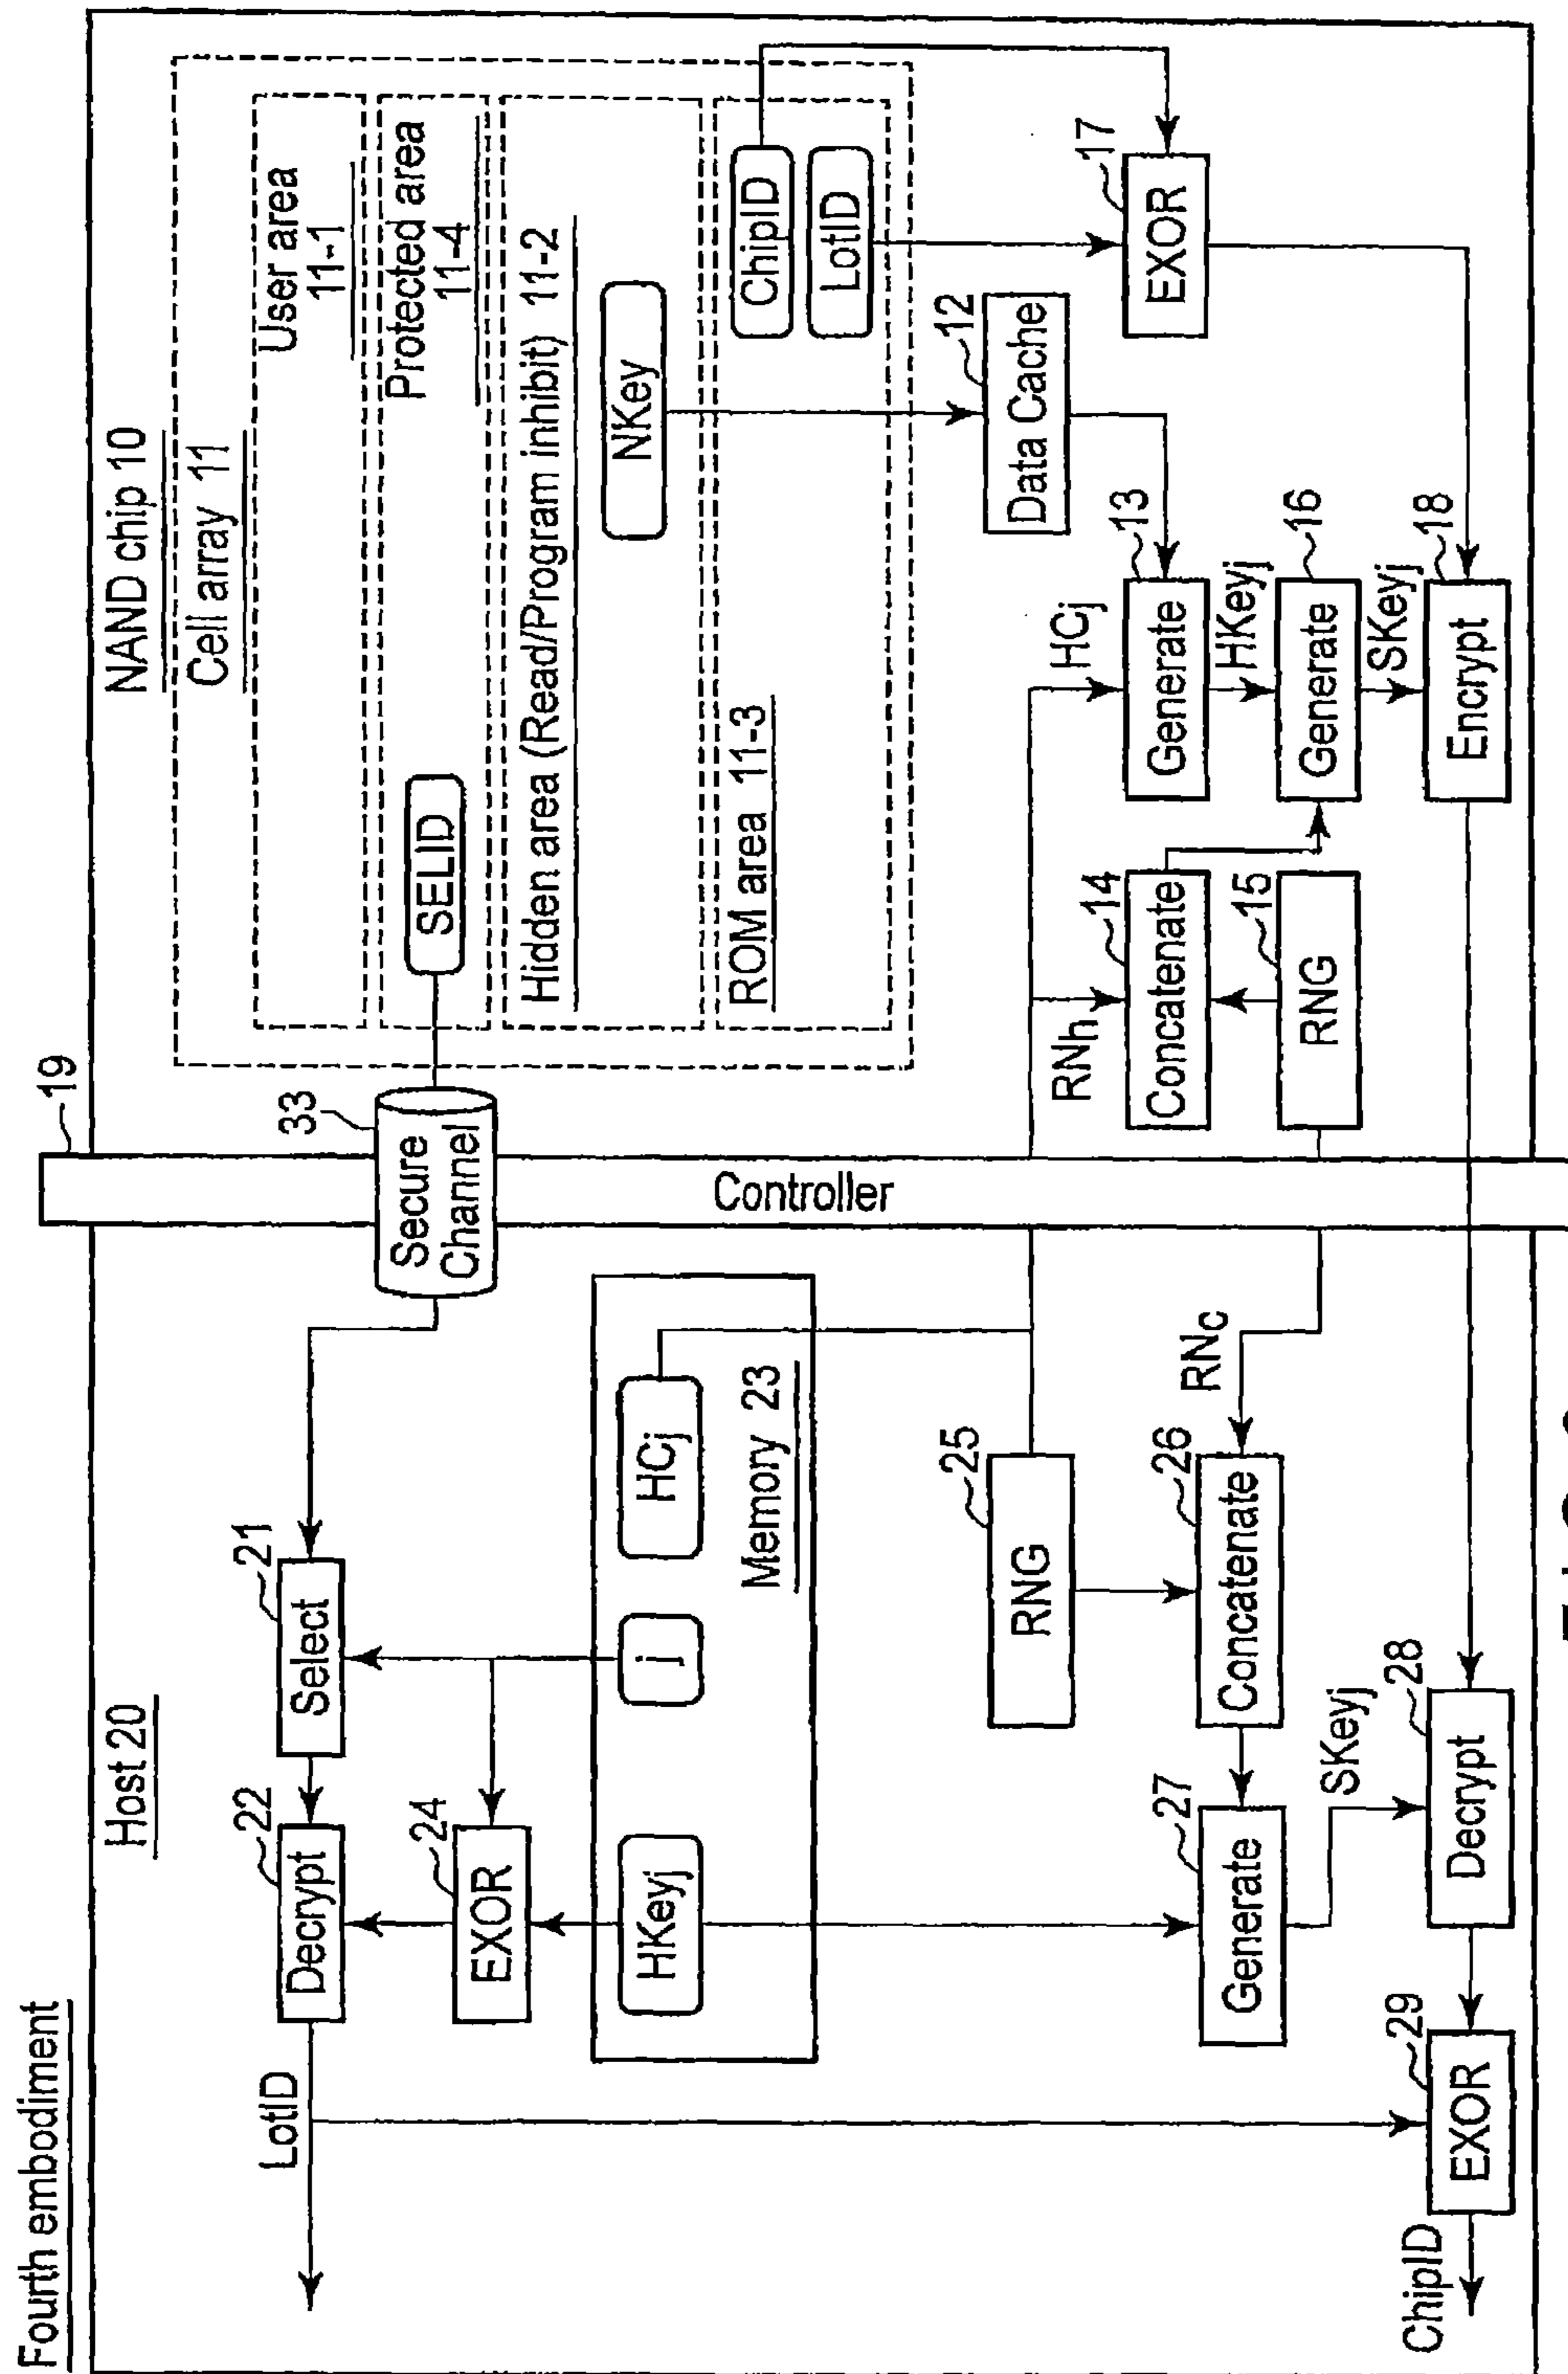 Fourth embodiment
Host 20
NAND chip 10
Cell array 11
User area
11-1
Protected area
11-4
SELID
Hidden area (Read/Program inhibit) 11-2
NKey
ROM area 11-3
ChipID
LotID
19
33
Secure
Channel
Controller
LotID
22
Decrypt
21
Select
24
EXOR
HKeyj
j
HCj
Memory 23
25
RNG
RNc
26
Concatenate
27
Generate
SKeyj
28
Decrypt
29
EXOR
ChipID
12
Data Cache
17
EXOR
HCj
13
Generate
HKeyj
RNh
14
Concatenate
15
RNG
16
Generate
SKeyj
18
Encrypt